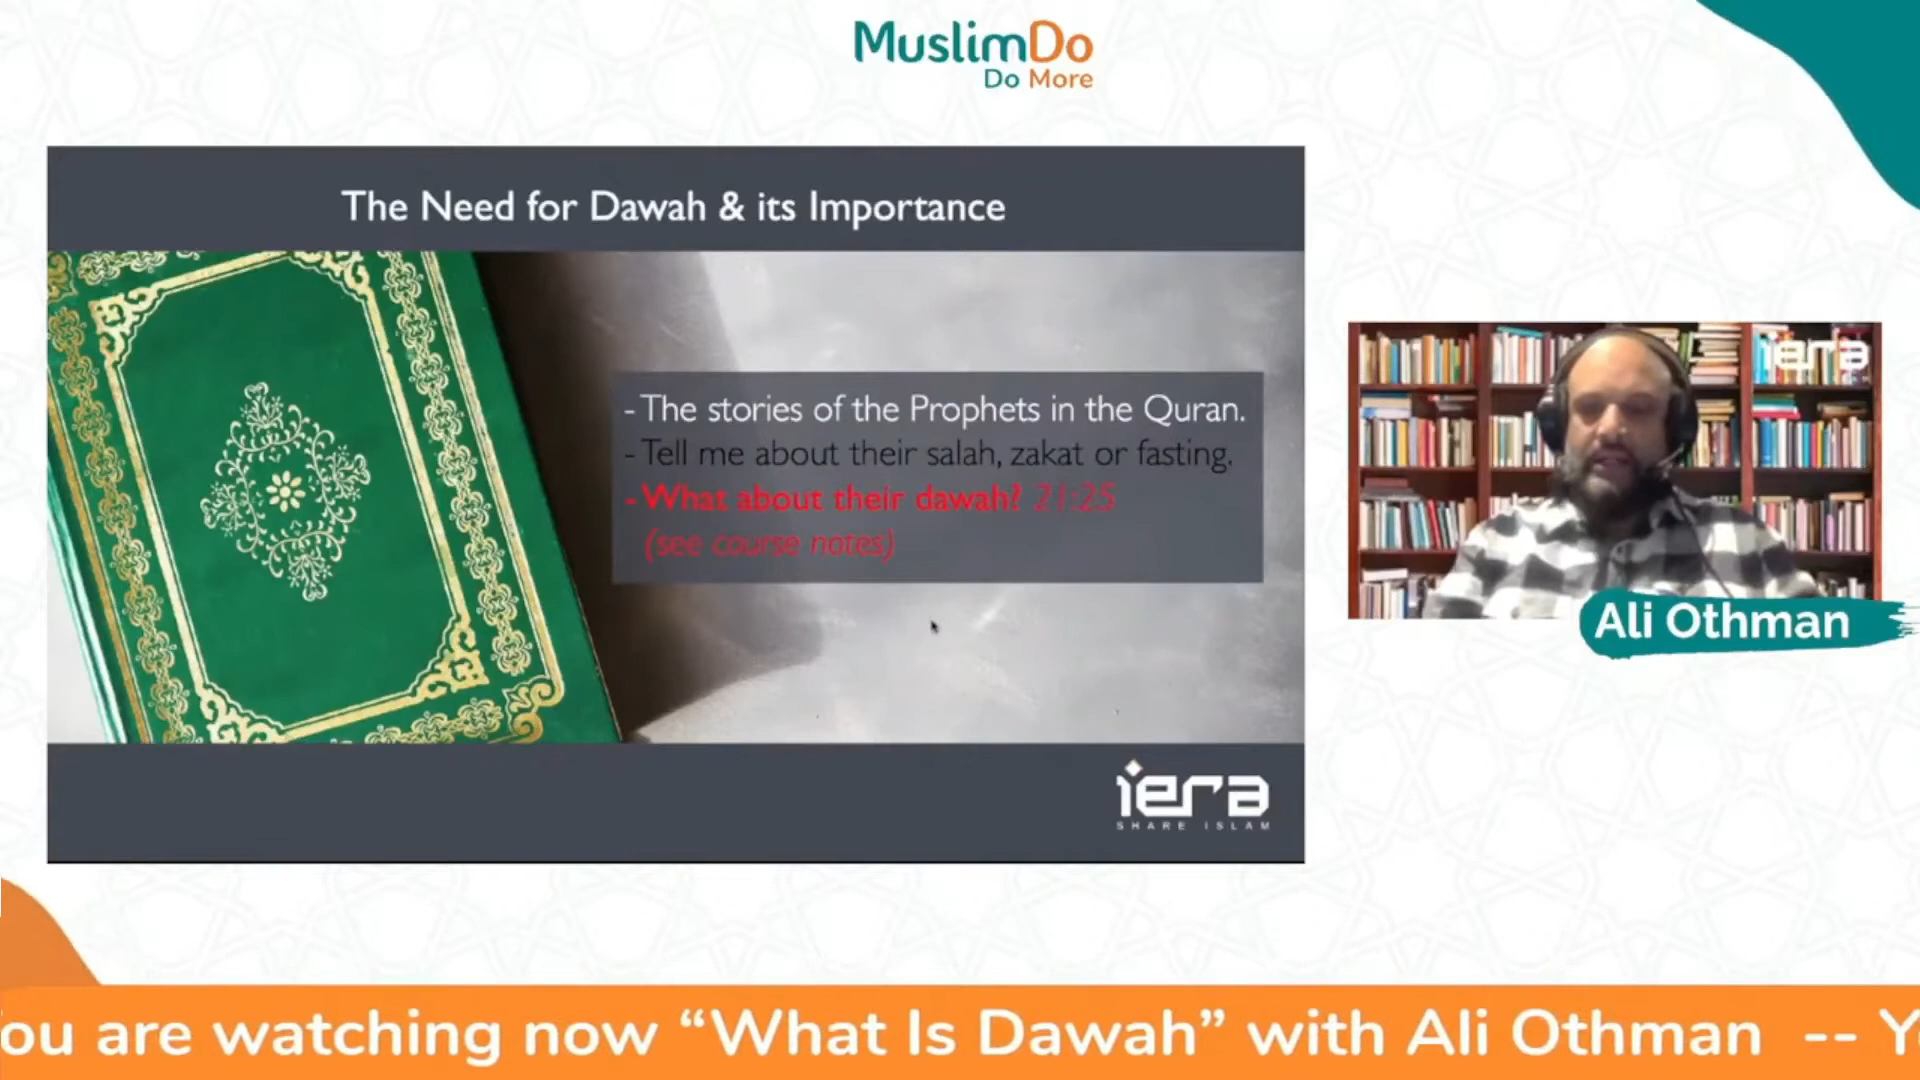 MuslimDo
Do More
The Need for Dawah & its Importance
- The stories of the Prophets in the Quran.
- Tell me about their salah, zakat or fasting.
- What about their dawah? 21:25
(see course notes)
iera
SHARE ISLAM
iera
Ali Othman
ou are watching now “What Is Dawah” with Ali Othman -- Y